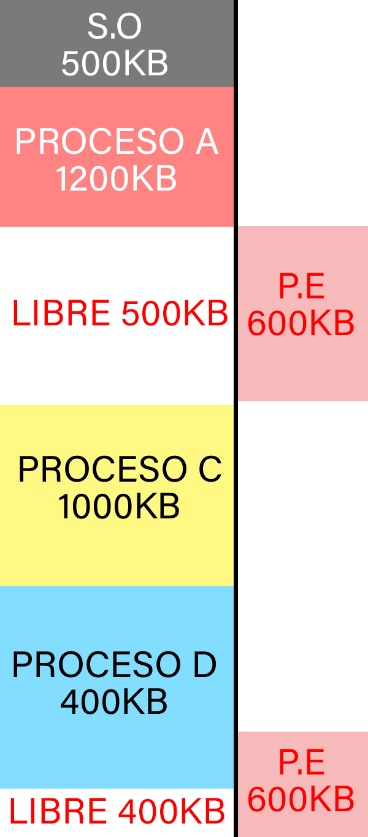 S.O
500KB
PROCESO A
1200KB
LIBRE 500KB
P.E
600KB
PROCESO C
1000KB
PROCESO D
400KB
P.E
600KB
LIBRE 400KB